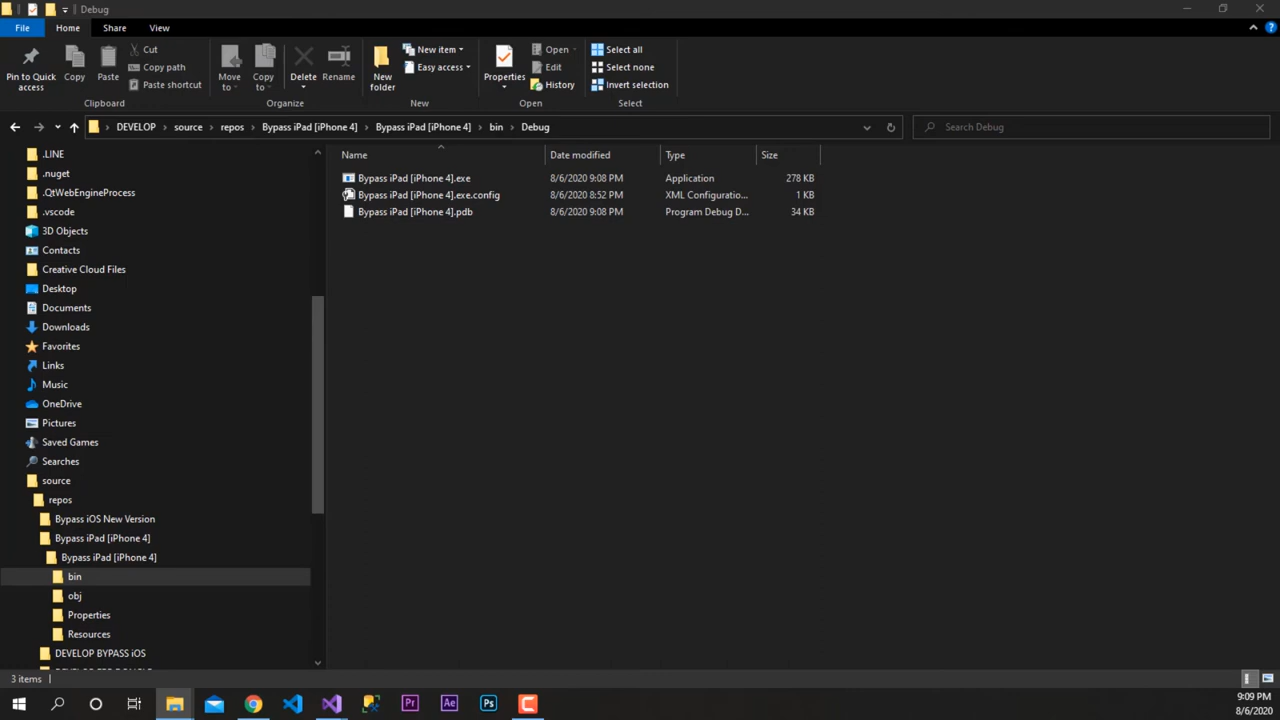 Debug
File Home Share View
Pin to Quick access
Copy
Paste
Cut
Copy path
Paste shortcut
Clipboard
Move to
Copy to
Delete
Rename
Organize
New folder
New item
Easy access
New
Properties
Open
Edit
History
Open
Select all
Select none
Invert selection
Select
DEVELOP › source › repos › Bypass iPad [iPhone 4] › Bypass iPad [iPhone 4] › bin › Debug
Search Debug
.LINE
.nuget
.QtWebEngineProcess
.vscode
3D Objects
Contacts
Creative Cloud Files
Desktop
Documents
Downloads
Favorites
Links
Music
OneDrive
Pictures
Saved Games
Searches
source
repos
Bypass iOS New Version
Bypass iPad [iPhone 4]
Bypass iPad [iPhone 4]
bin
obj
Properties
Resources
DEVELOP BYPASS iOS
Name Date modified Type Size
Bypass iPad [iPhone 4].exe 8/6/2020 9:08 PM Application 278 KB
Bypass iPad [iPhone 4].exe.config 8/6/2020 8:52 PM XML Configuratio... 1 KB
Bypass iPad [iPhone 4].pdb 8/6/2020 9:08 PM Program Debug D... 34 KB
3 items
Pr
Ae
Ps
9:09 PM
8/6/2020